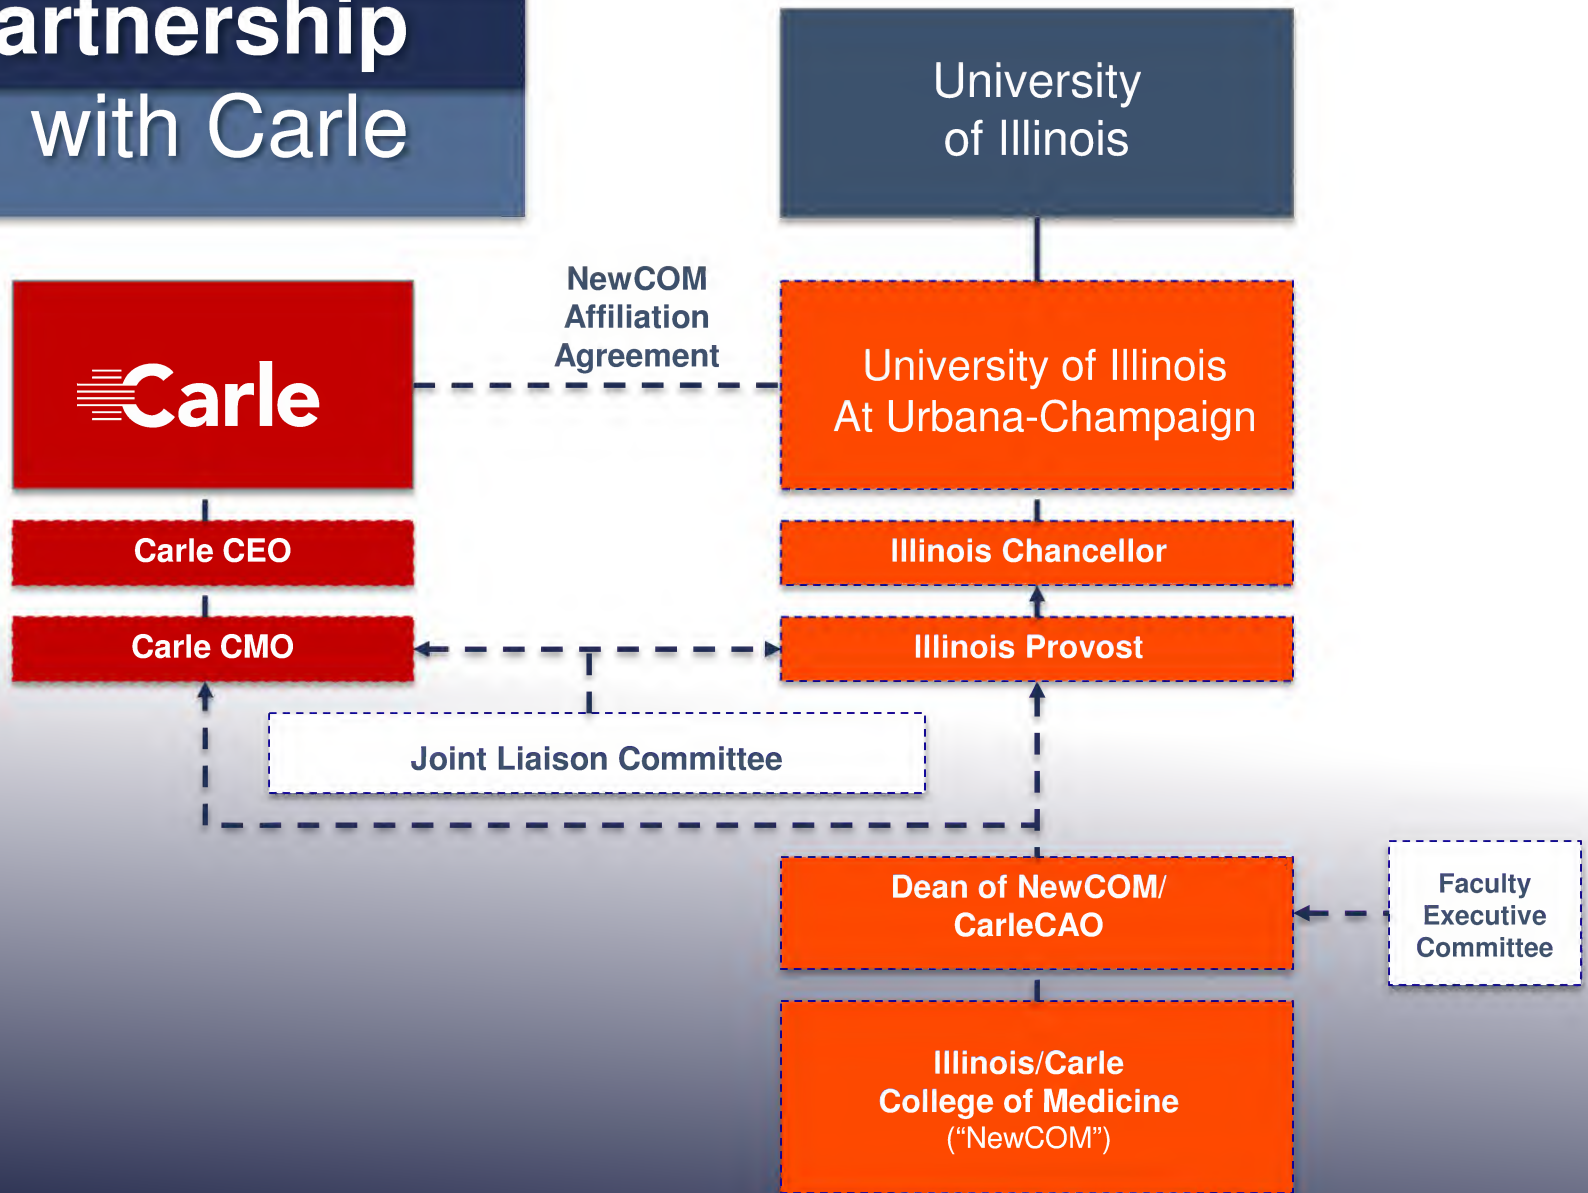 artnership
with Carle
University
of Illinois
NewCOM
Affiliation
Agreement
Carle
University of Illinois
At Urbana-Champaign
Carle CEO
Illinois Chancellor
Carle CMO
Illinois Provost
Joint Liaison Committee
Dean of NewCOM/
CarleCAO
Faculty
Executive
Committee
Illinois/Carle
College of Medicine
(“NewCOM”)